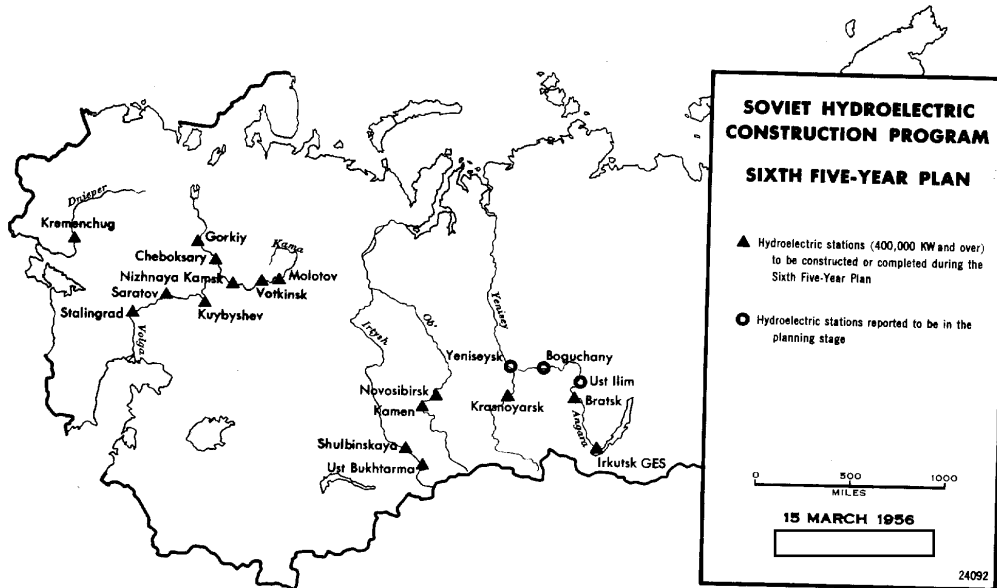 SOVIET HYDROELECTRIC
CONSTRUCTION PROGRAM
SIXTH FIVE-YEAR PLAN
Hydroelectric stations (400,000 KW and over)
to be constructed or completed during the
Sixth Five-Year Plan
Hydroelectric stations reported to be in the
planning stage
0 500 1000
MILES
15 MARCH 1956
24092
Dnieper
Kremenchug
Gorkiy
Cheboksary
Kama
Nizhnaya Kamsk
Molotov
Votkinsk
Saratov
Kuybyshev
Stalingrad
Volga
Irtysh
Ob'
Yenisey
Yeniseysk
Boguchany
Ust Ilim
Novosibirsk
Kamen
Krasnoyarsk
Bratsk
Angara
Shulbinskaya
Ust Bukhtarma
Irkutsk GES